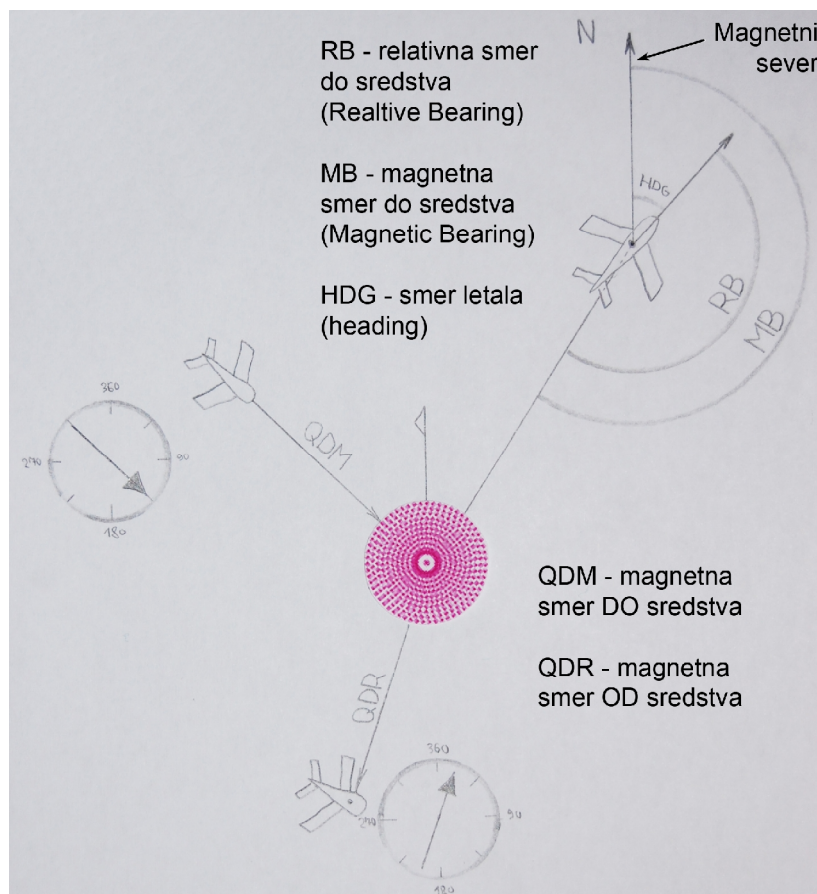 RB - relativna smer
do sredstva
(Realtive Bearing)
MB - magnetna
smer do sredstva
(Magnetic Bearing)
HDG - smer letala
(heading)
N
Magnetni
sever
HDG
RB
MB
360
270
90
180
QDM
QDM - magnetna
smer DO sredstva
QDR - magnetna
smer OD sredstva
QDR
360
270
90
180